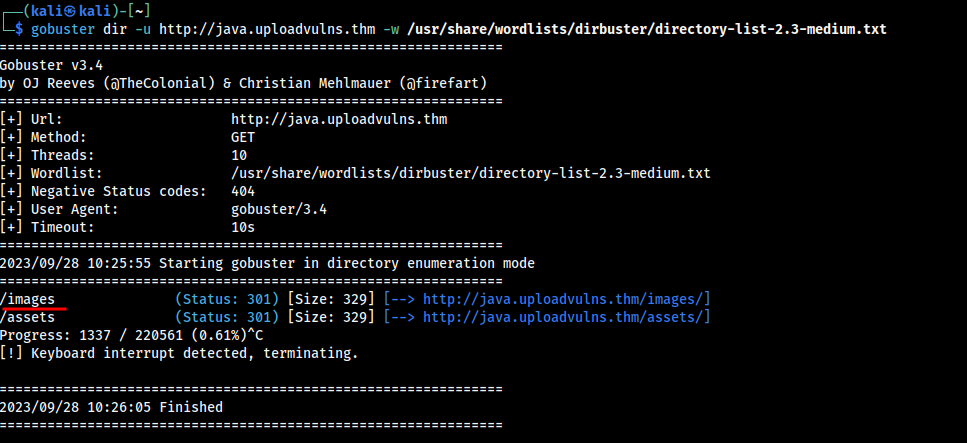 ┌──(kali㉿kali)-[~]
└─$ gobuster dir -u http://java.uploadvulns.thm -w /usr/share/wordlists/dirbuster/directory-list-2.3-medium.txt
===============================================================
Gobuster v3.4
by OJ Reeves (@TheColonial) & Christian Mehlmauer (@firefart)
===============================================================
[+] Url:                     http://java.uploadvulns.thm
[+] Method:                  GET
[+] Threads:                 10
[+] Wordlist:                /usr/share/wordlists/dirbuster/directory-list-2.3-medium.txt
[+] Negative Status codes:   404
[+] User Agent:              gobuster/3.4
[+] Timeout:                 10s
===============================================================
2023/09/28 10:25:55 Starting gobuster in directory enumeration mode
===============================================================
/images               (Status: 301) [Size: 329] [--> http://java.uploadvulns.thm/images/]
/assets               (Status: 301) [Size: 329] [--> http://java.uploadvulns.thm/assets/]
Progress: 1337 / 220561 (0.61%)^C
[!] Keyboard interrupt detected, terminating.
===============================================================
2023/09/28 10:26:05 Finished
===============================================================